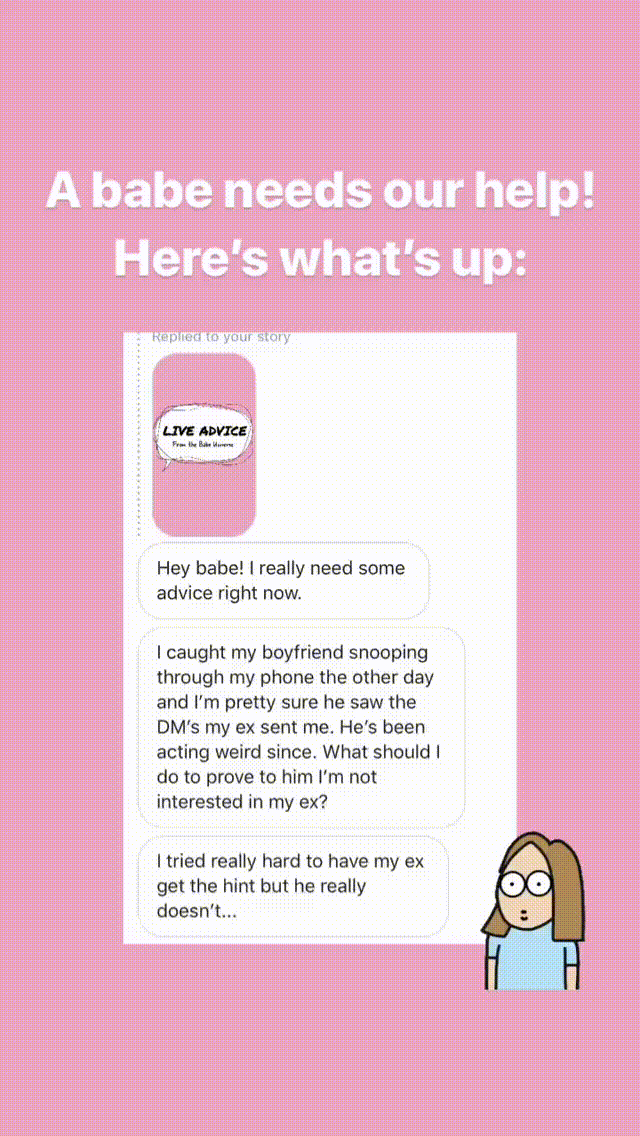 A babe needs our help!
Here’s what’s up:
Replied to your story
LIVE ADVICE
From the Babe Universe
Hey babe! I really need some
advice right now.
I caught my boyfriend snooping
through my phone the other day
and I’m pretty sure he saw the
DM’s my ex sent me. He’s been
acting weird since. What should I
do to prove to him I’m not
interested in my ex?
I tried really hard to have my ex
get the hint but he really
doesn’t...